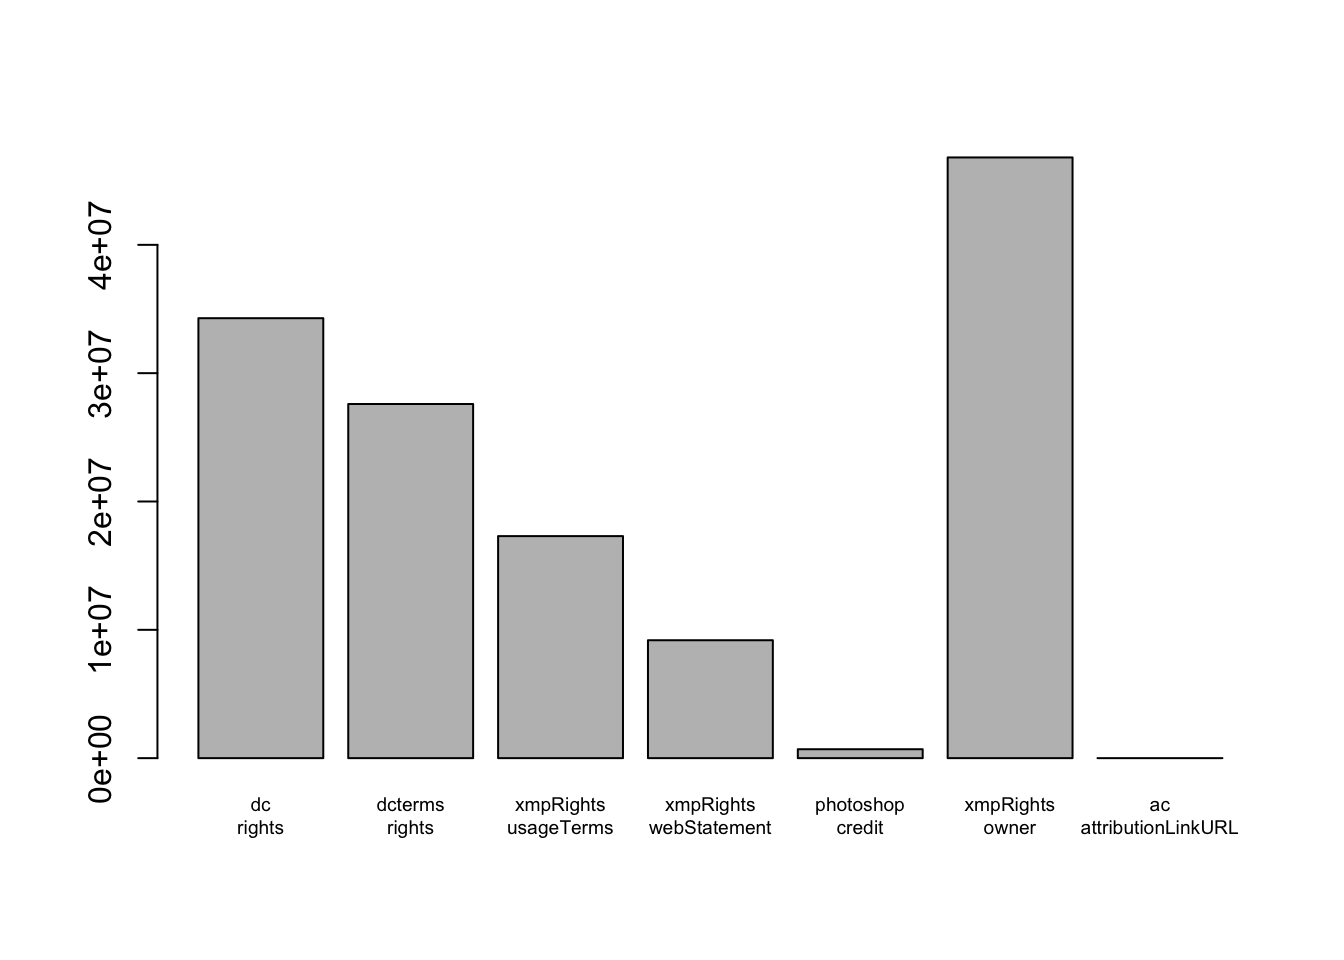 4e+07
3e+07
2e+07
1e+07
0e+00
dc
rights
dcterms
rights
xmpRights
usageTerms
xmpRights
webStatement
photoshop
credit
xmpRights
owner
ac
attributionLinkURL